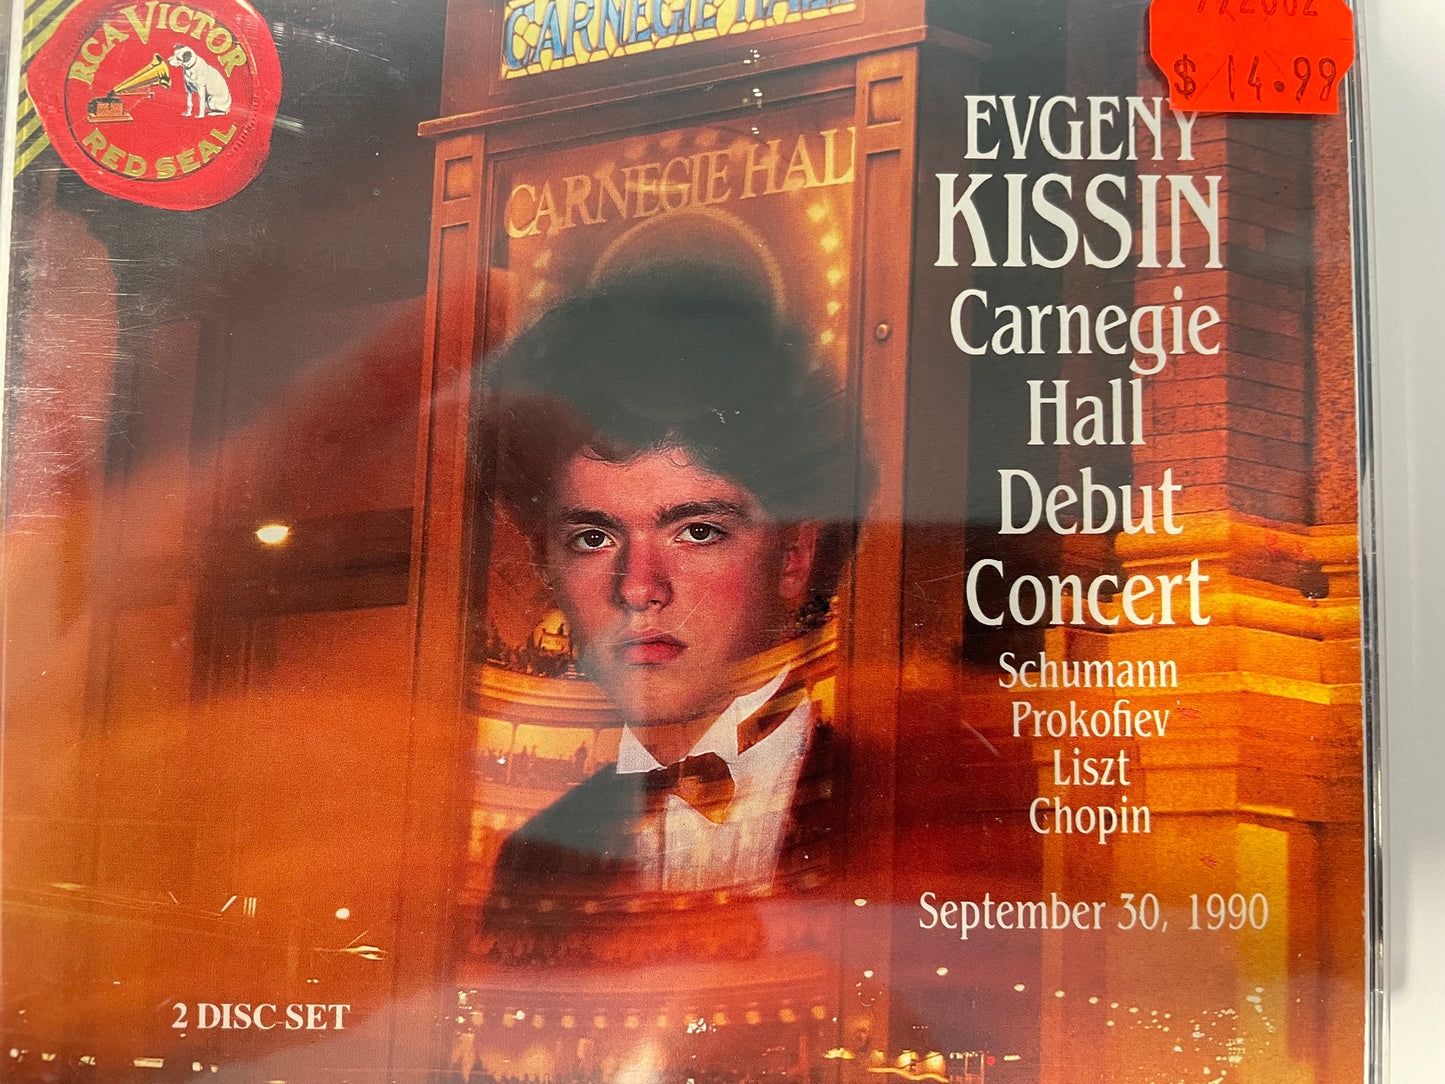 RCA VICTOR
RED SEAL
CARNEGIE HALL
CARNEGIE HALL
$ 14.99
EVGENY
KISSIN
Carnegie
Hall
Debut
Concert
Schumann
Prokofiev
Liszt
Chopin
September 30, 1990
2 DISC SET